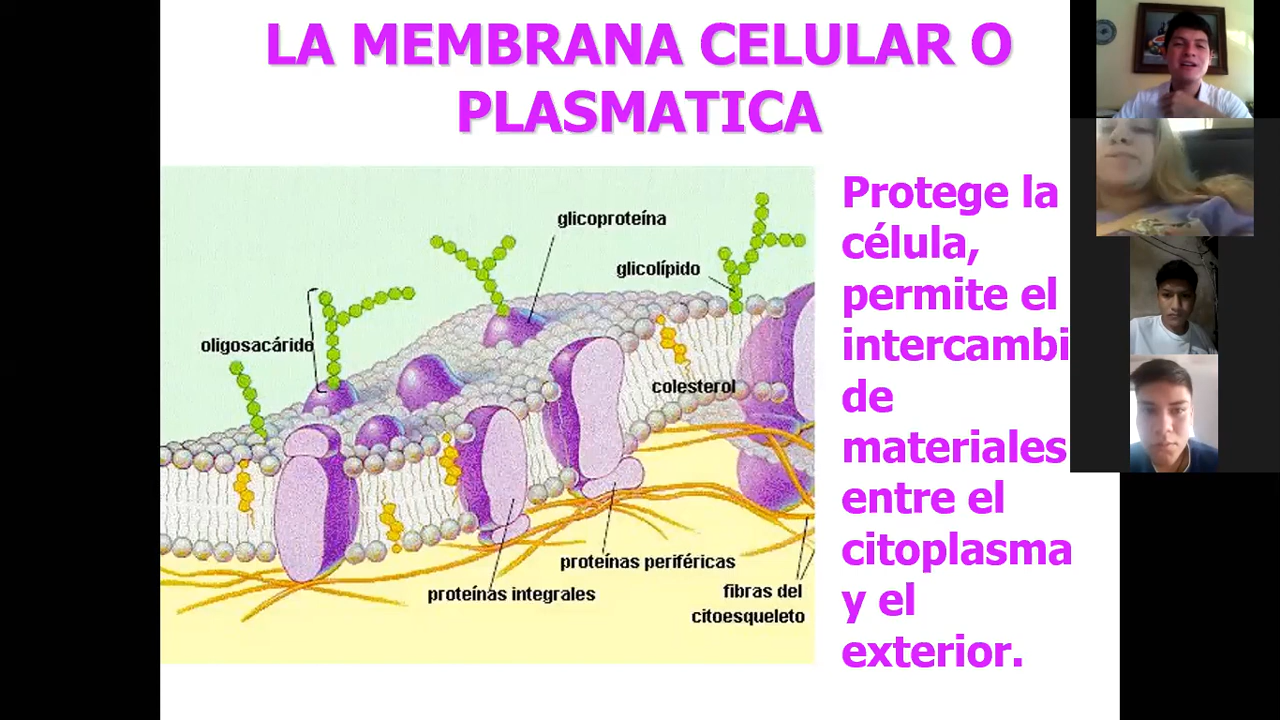 LA MEMBRANA CELULAR O
PLASMATICA
glicoproteína
glicolípido
oligosacárido
colesterol
proteínas periféricas
proteínas integrales
fibras del
citoesqueleto
Protege la
célula,
permite el
intercambi
de
materiales
entre el
citoplasma
y el
exterior.